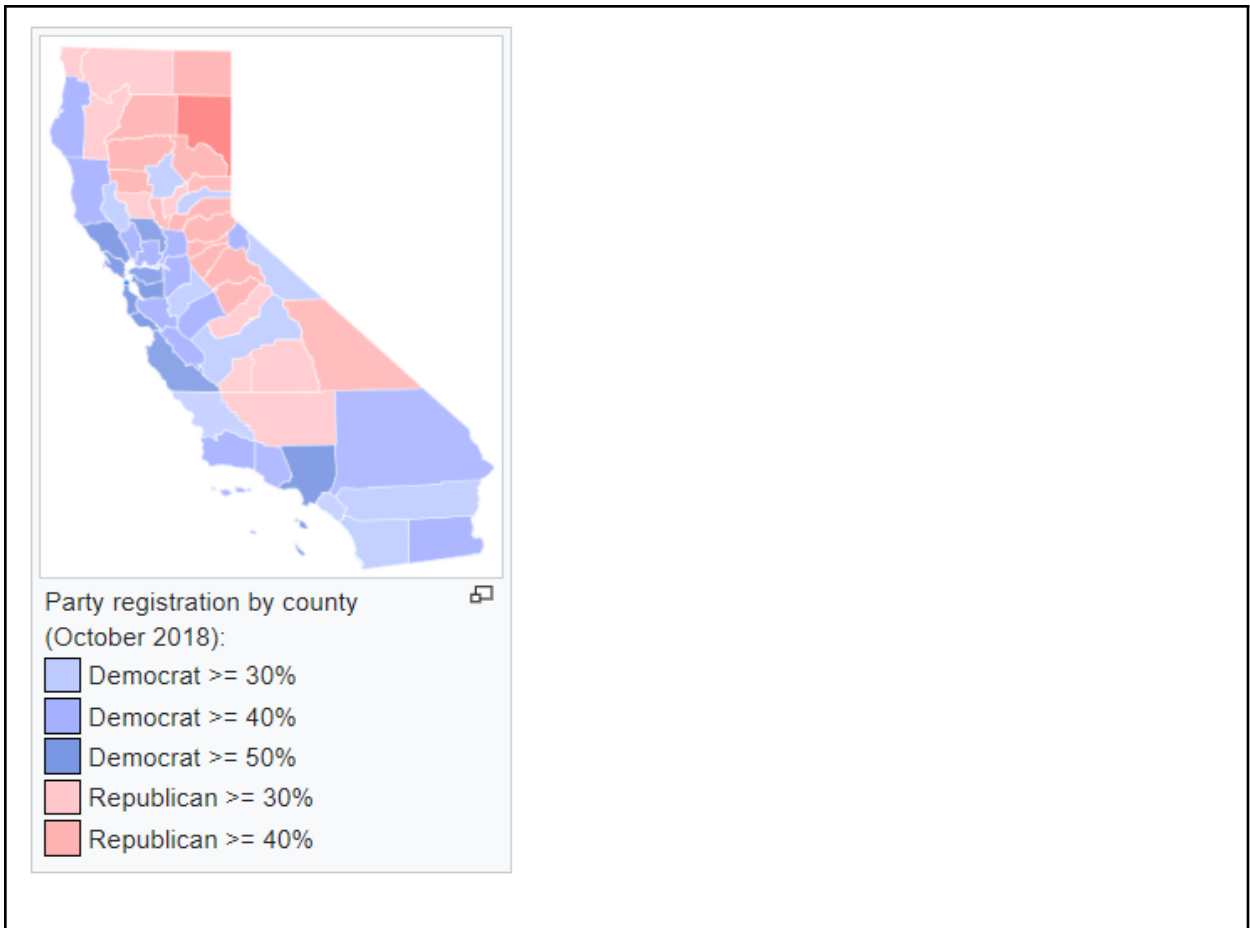 Party registration by county
(October 2018):
Democrat >= 30%
Democrat >= 40%
Democrat >= 50%
Republican >= 30%
Republican >= 40%